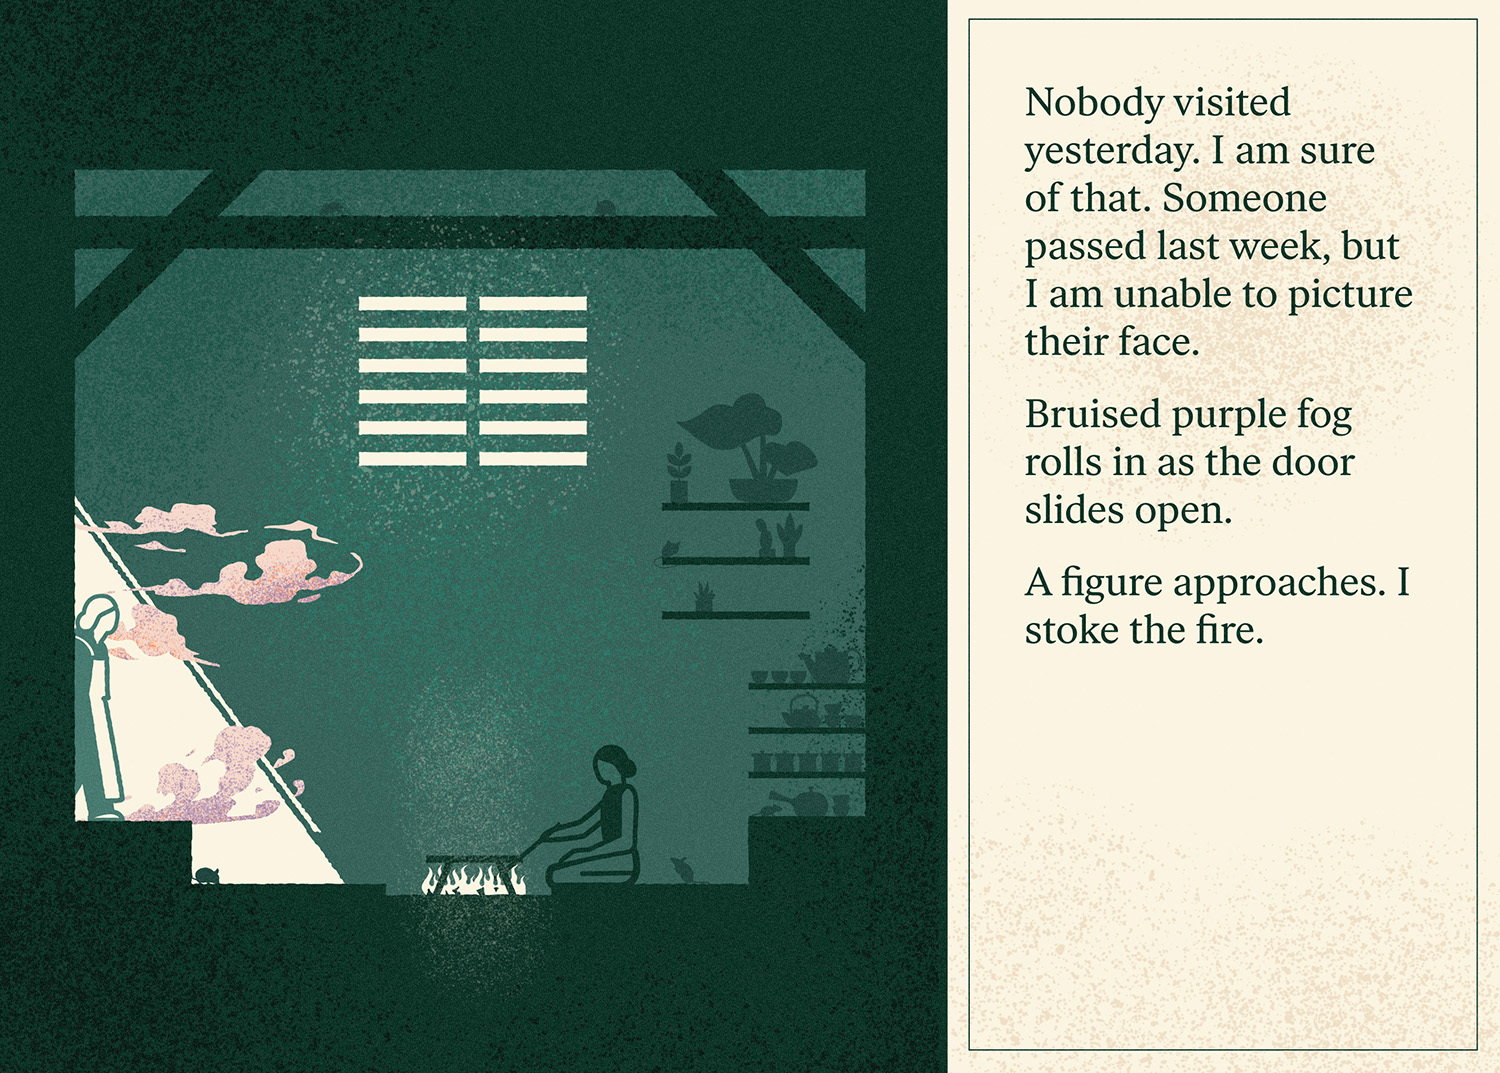 Nobody visited
yesterday. I am sure
of that. Someone
passed last week, but
I am unable to picture
their face.
Bruised purple fog
rolls in as the door
slides open.
A figure approaches. I
stoke the fire.